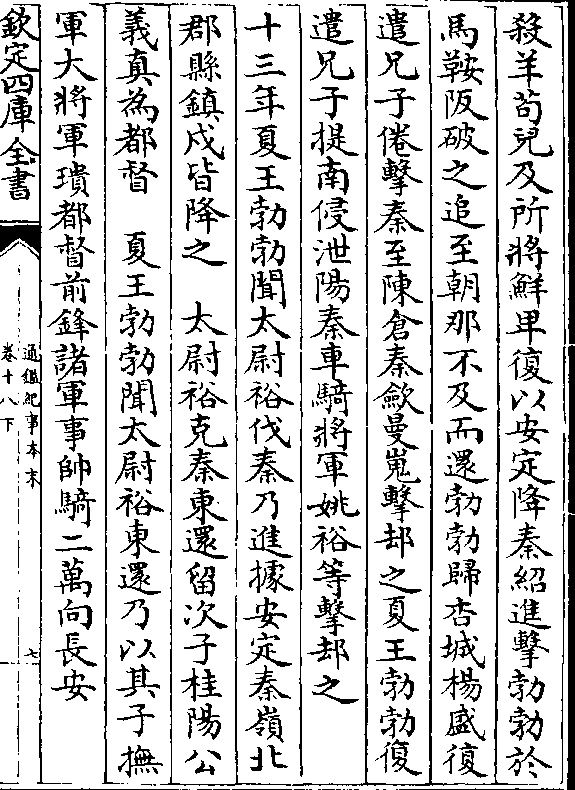 殺羊苟兒及所將鮮卑復以安定降秦紹進擊勃勃於
馬鞍阪破之追至朝那不及而還勃勃歸杏城楊盛復
遣兄子倦擊秦至陳倉秦歛曼嵬擊却之夏王勃勃復
遣兄子提南侵泄陽秦車騎將軍姚裕等擊却之
十三年夏王勃勃聞太尉裕伐秦乃進據安定秦嶺北
郡縣鎮戍皆降之　太尉裕克秦東還留次子桂陽公
義真為都督　夏王勃勃聞太尉裕東還乃以其子撫
軍大將軍璝都督前鋒諸軍事帥騎二萬向長安
欽定四庫全書
通鑑紀事本末
卷十八下
七